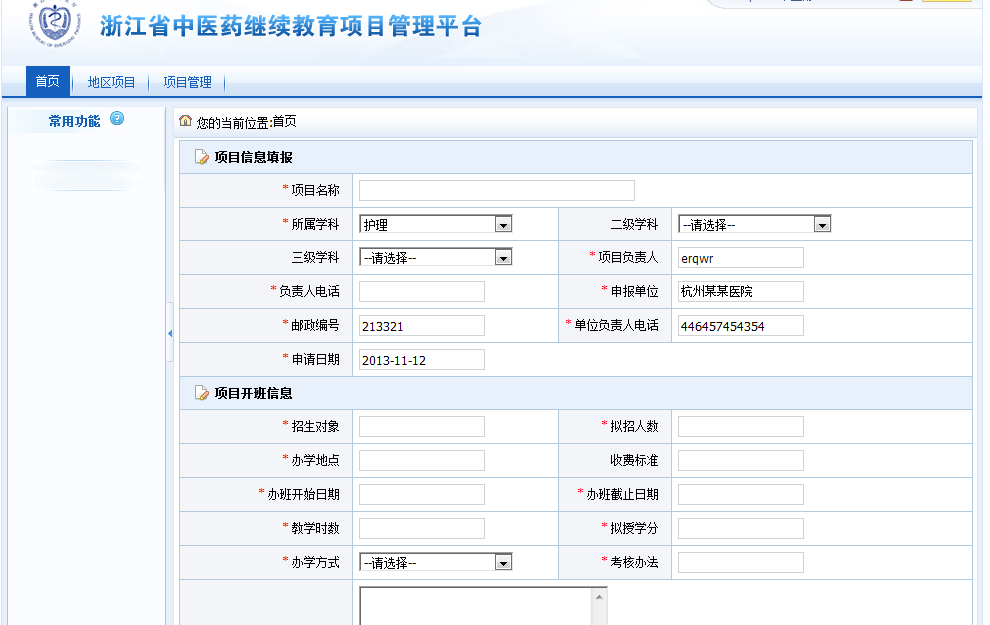 浙江省中医药继续教育项目管理平台
首页 地区项目 项目管理
常用功能
您的当前位置:首页
项目信息填报
*项目名称
*所属学科 护理 二级学科 --请选择--
三级学科 --请选择-- *项目负责人 erqwr
*负责人电话 *申报单位 杭州某某医院
*邮政编号 213321 *单位负责人电话 446457454354
*申请日期 2013-11-12
项目开班信息
*招生对象 *拟招人数
*办学地点 收费标准
*办班开始日期 *办班截止日期
*教学时数 *拟授学分
*办学方式 --请选择-- *考核办法